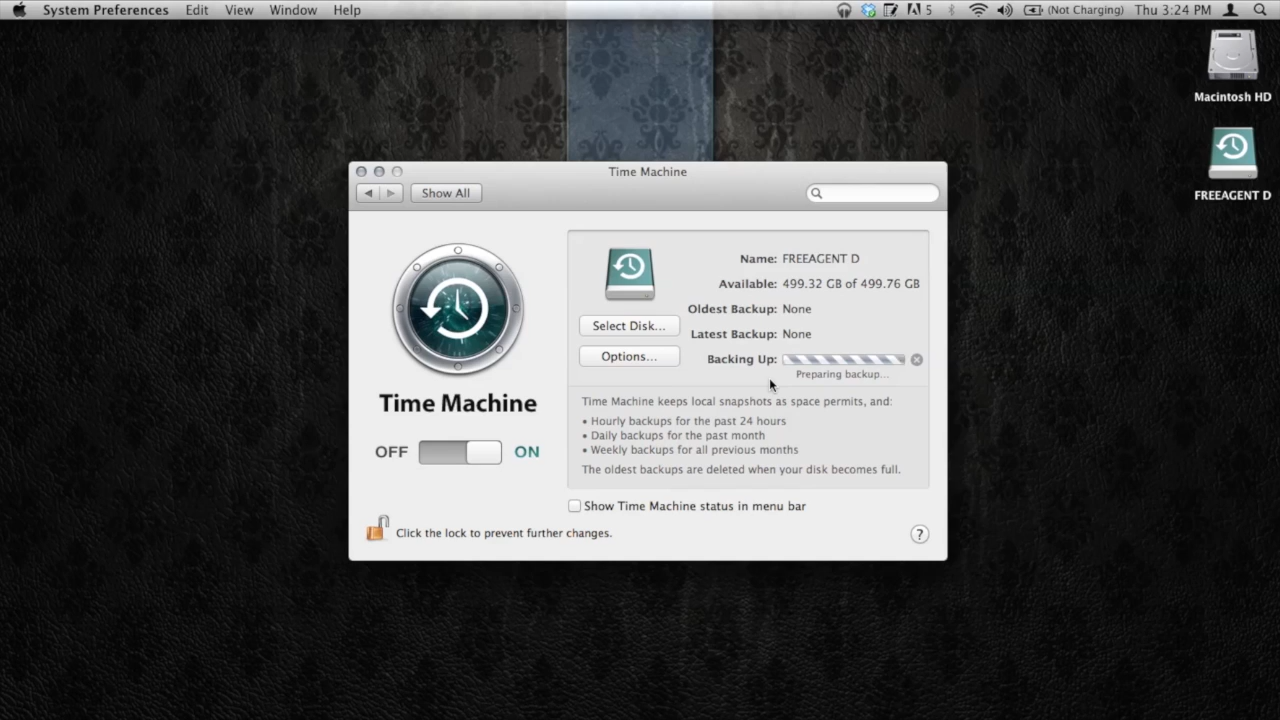 System Preferences Edit View Window Help 5 (Not Charging) Thu 3:24 PM
Macintosh HD
FREEAGENT D
Time Machine
Show All
Time Machine
OFF ON
Select Disk...
Options...
Name: FREEAGENT D
Available: 499.32 GB of 499.76 GB
Oldest Backup: None
Latest Backup: None
Backing Up:
Preparing backup...
Time Machine keeps local snapshots as space permits, and:
• Hourly backups for the past 24 hours
• Daily backups for the past month
• Weekly backups for all previous months
The oldest backups are deleted when your disk becomes full.
Show Time Machine status in menu bar
Click the lock to prevent further changes.
?